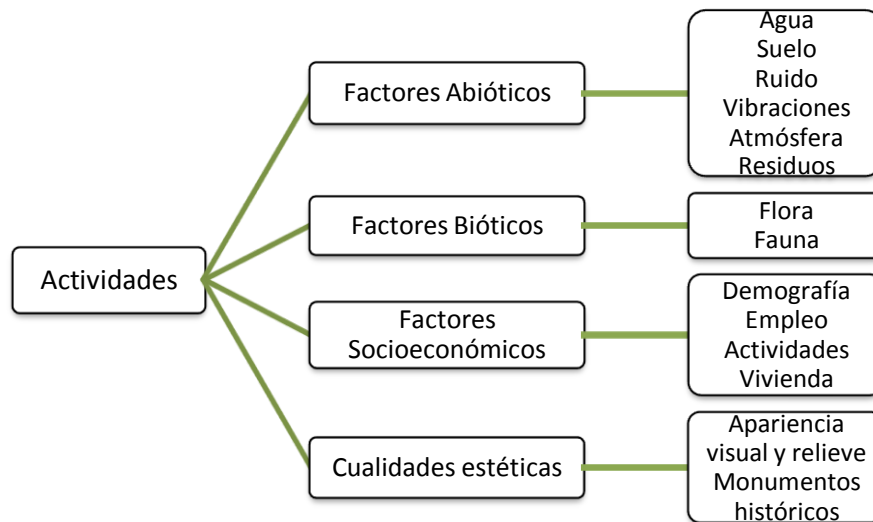 Actividades
Factores Abióticos
Agua
Suelo
Ruido
Vibraciones
Atmósfera
Residuos
Factores Bióticos
Flora
Fauna
Factores
Socioeconómicos
Demografía
Empleo
Actividades
Vivienda
Cualidades estéticas
Apariencia
visual y relieve
Monumentos
históricos